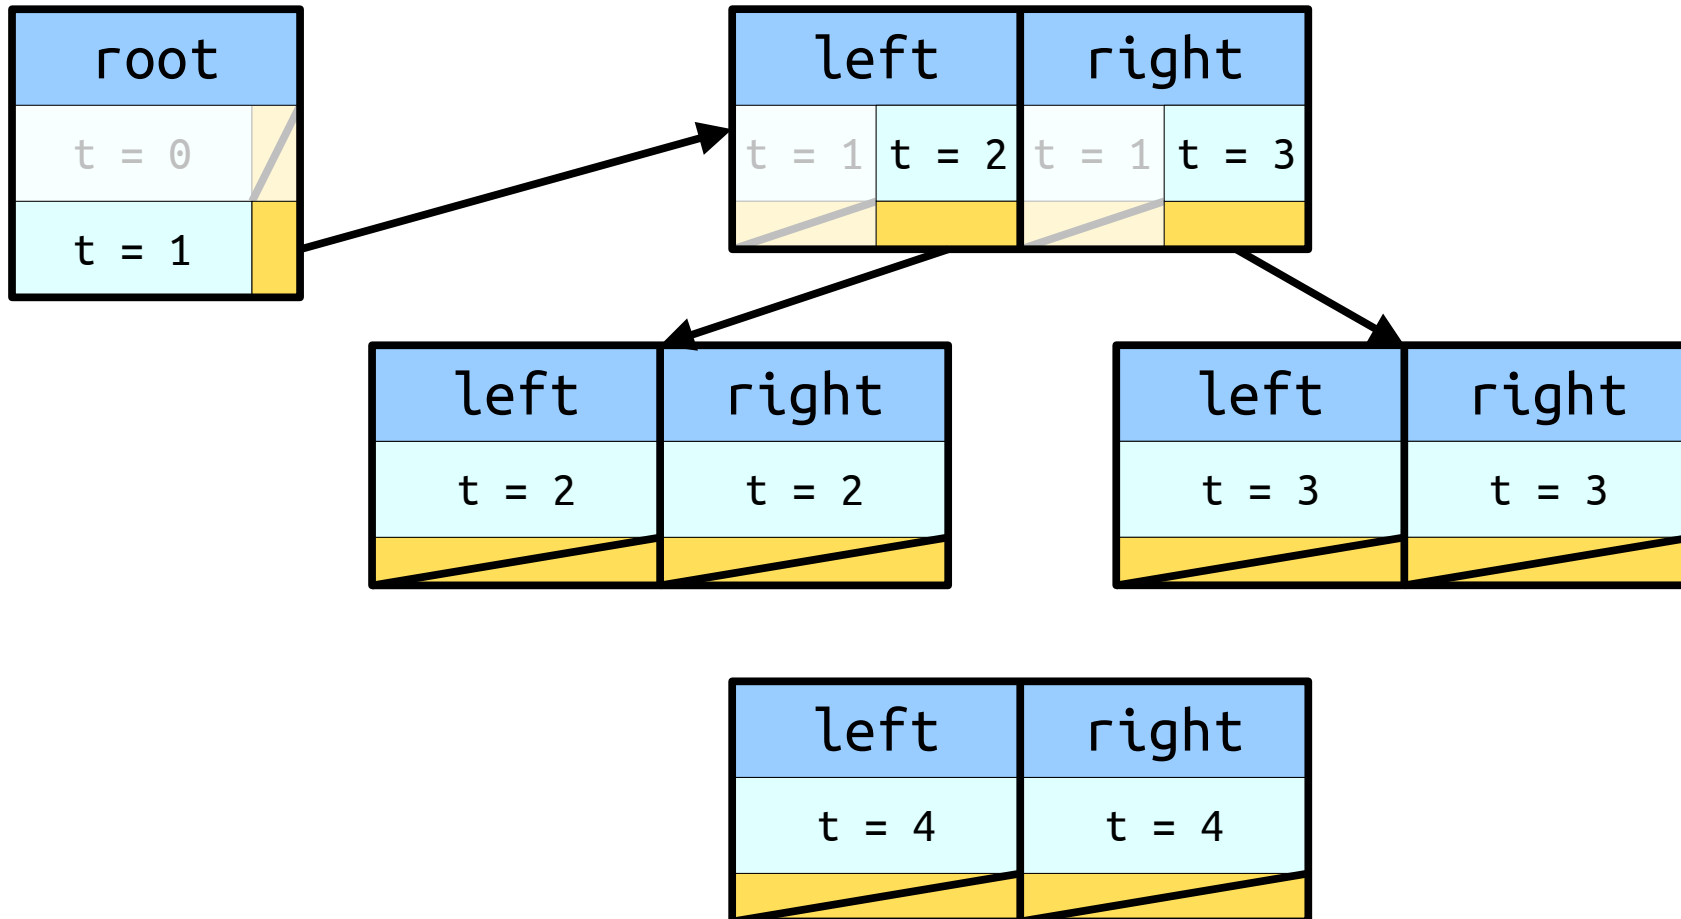 root
t = 0
t = 1
left right
t = 1 t = 2 t = 1 t = 3
left right
t = 2 t = 2
left right
t = 3 t = 3
left right
t = 4 t = 4